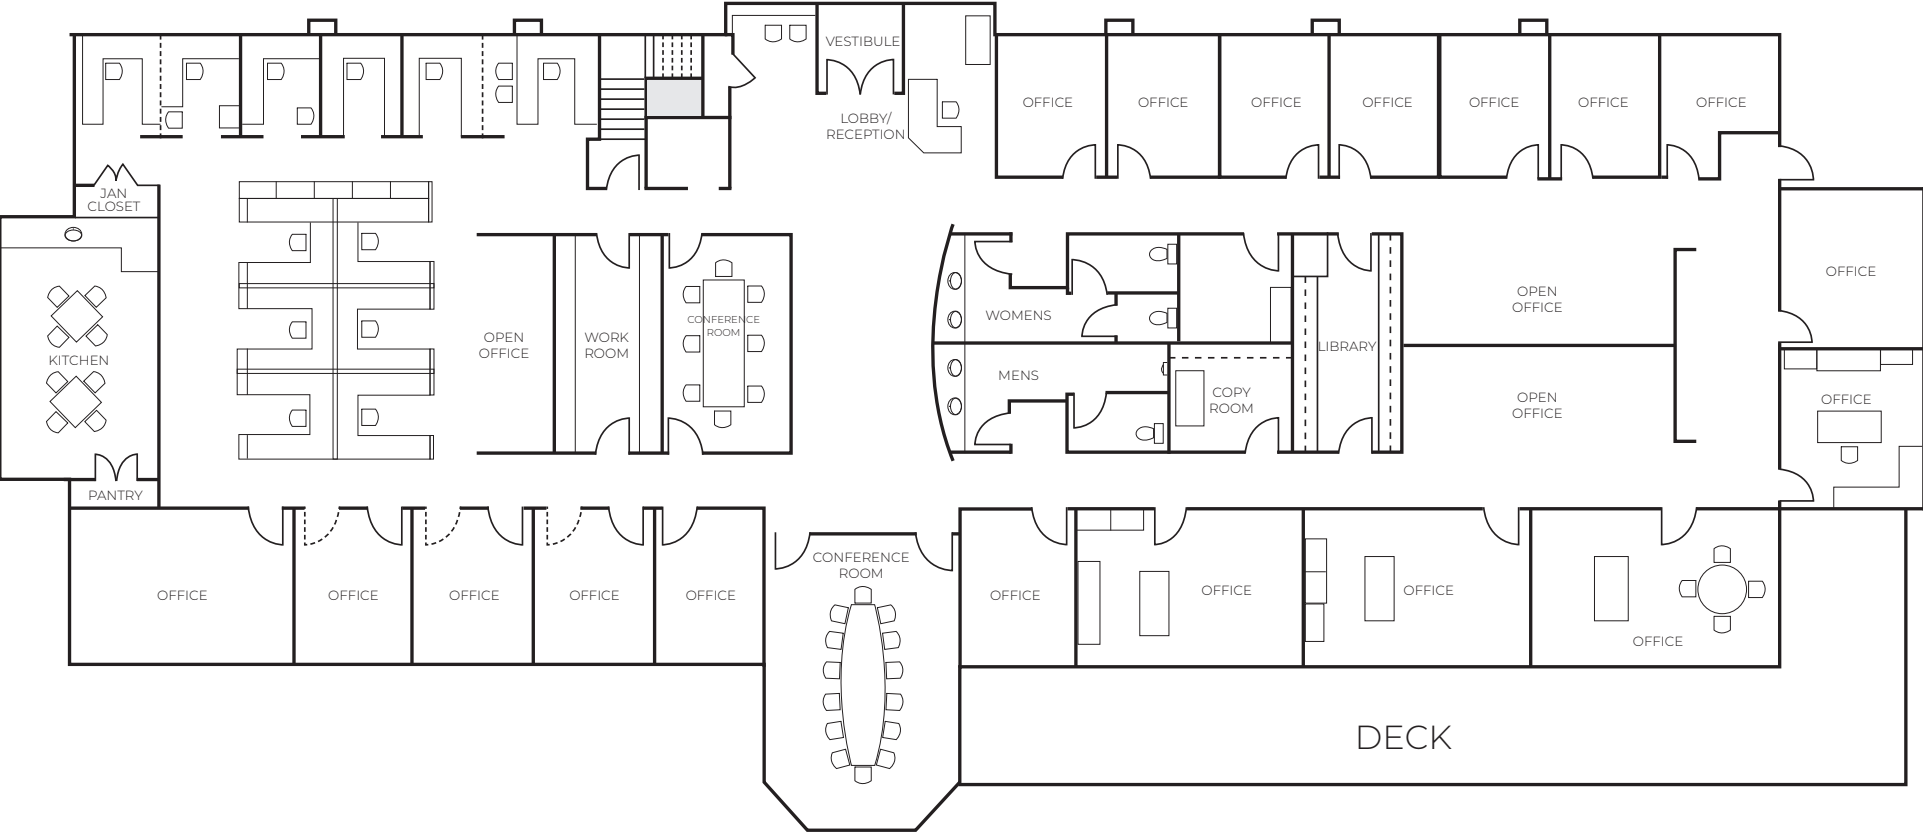 VESTIBULE
LOBBY/
RECEPTION
OFFICE
OFFICE
OFFICE
OFFICE
OFFICE
OFFICE
OFFICE
JAN
CLOSET
KITCHEN
PANTRY
OPEN
OFFICE
WORK
ROOM
CONFERENCE
ROOM
WOMENS
MENS
COPY
ROOM
LIBRARY
OPEN
OFFICE
OPEN
OFFICE
OFFICE
OFFICE
OFFICE
OFFICE
OFFICE
OFFICE
OFFICE
CONFERENCE
ROOM
OFFICE
OFFICE
OFFICE
OFFICE
DECK